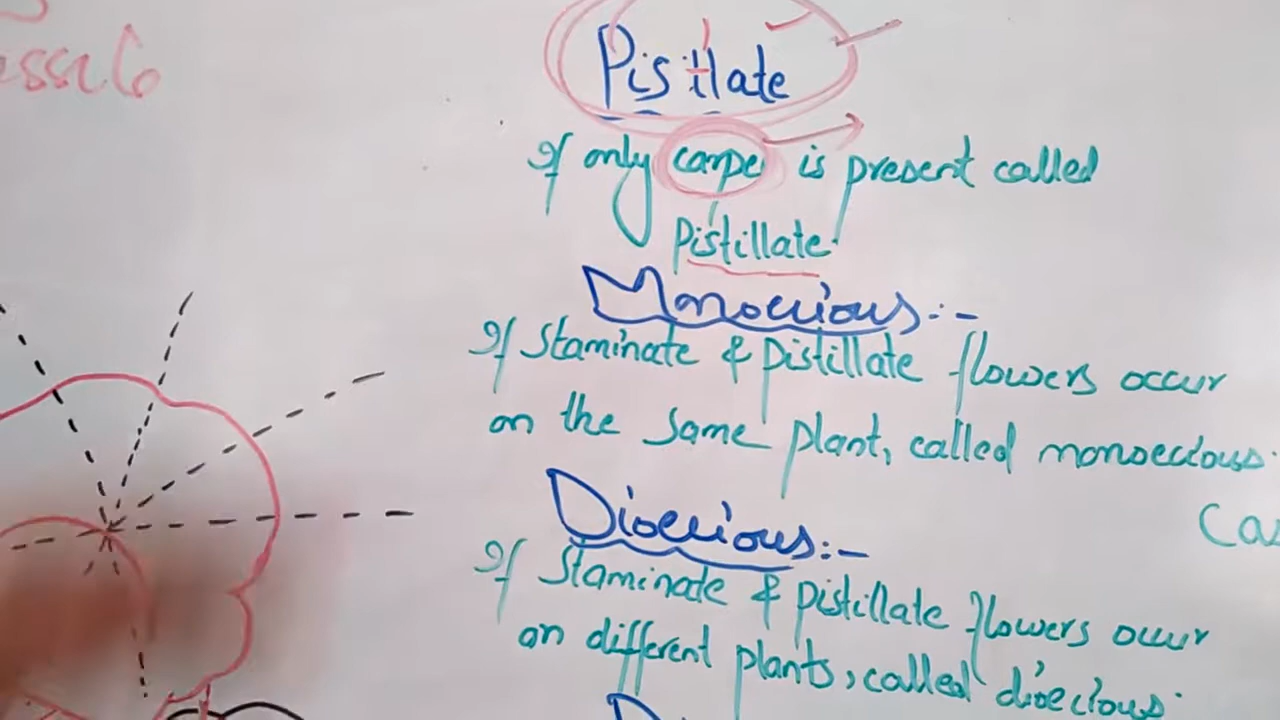 Pistillate
If only carpel is present called
Pistillate.
Monoecious:-
If Staminate & Pistillate flowers occur
on the same plant, called monoecious.
Dioecious:-
If Staminate & Pistillate flowers occur
on different plants, called dioecious.